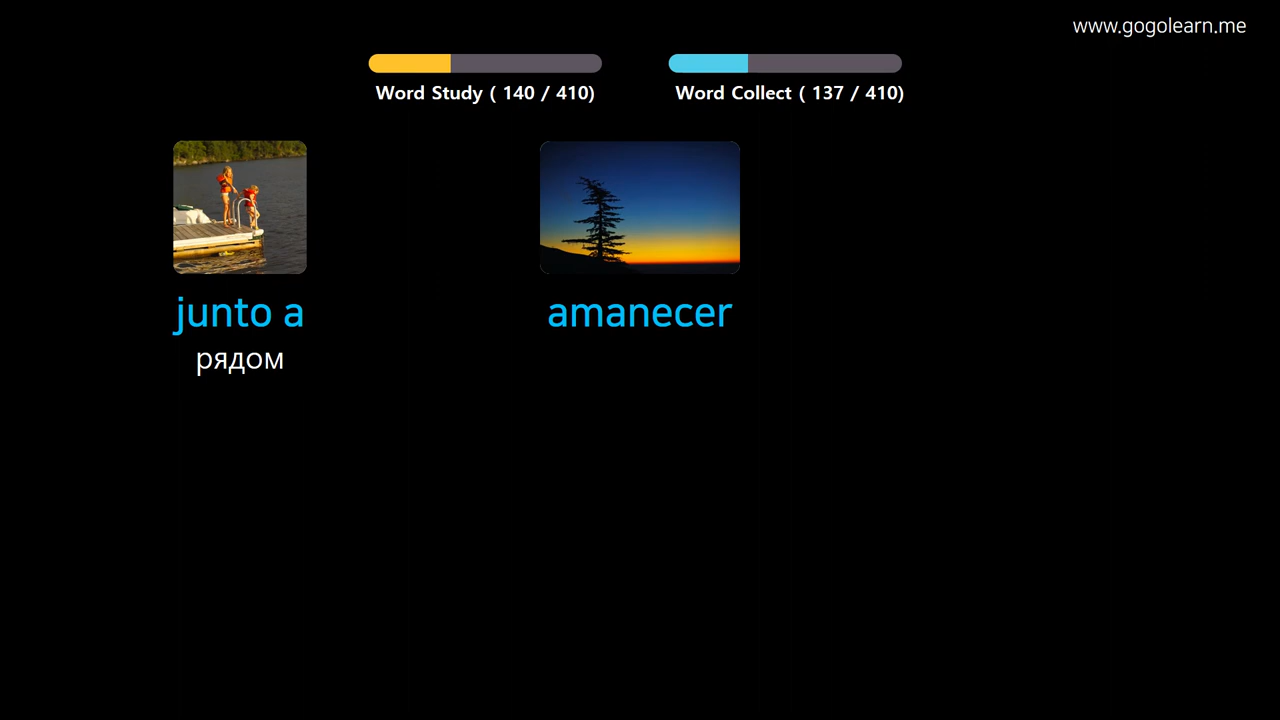 www.gogolearn.me
Word Study ( 140 / 410)
Word Collect ( 137 / 410)
junto a
рядом
amanecer